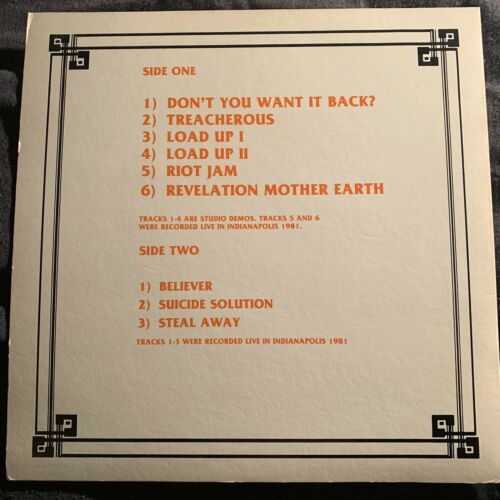 SIDE ONE
1) DON'T YOU WANT IT BACK?
2) TREACHEROUS
3) LOAD UP I
4) LOAD UP II
5) RIOT JAM
6) REVELATION MOTHER EARTH
TRACKS 1-4 ARE STUDIO DEMOS. TRACKS 5 AND 6
WERE RECORDED LIVE IN INDIANAPOLIS 1981.
SIDE TWO
1) BELIEVER
2) SUICIDE SOLUTION
3) STEAL AWAY
TRACKS 1-3 WERE RECORDED LIVE IN INDIANAPOLIS 1981